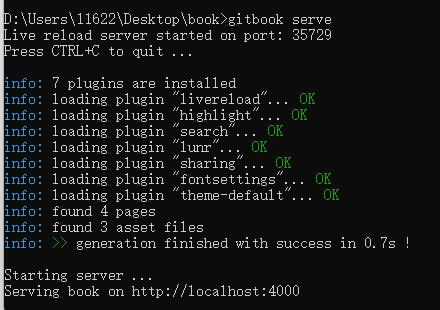 D:\Users\11622\Desktop\book>gitbook serve
Live reload server started on port: 35729
Press CTRL+C to quit ...
info: 7 plugins are installed
info: loading plugin "livereload"... OK
info: loading plugin "highlight"... OK
info: loading plugin "search"... OK
info: loading plugin "lunr"... OK
info: loading plugin "sharing"... OK
info: loading plugin "fontsettings"... OK
info: loading plugin "theme-default"... OK
info: found 4 pages
info: found 3 asset files
info: >> generation finished with success in 0.7s !
Starting server ...
Serving book on http://localhost:4000